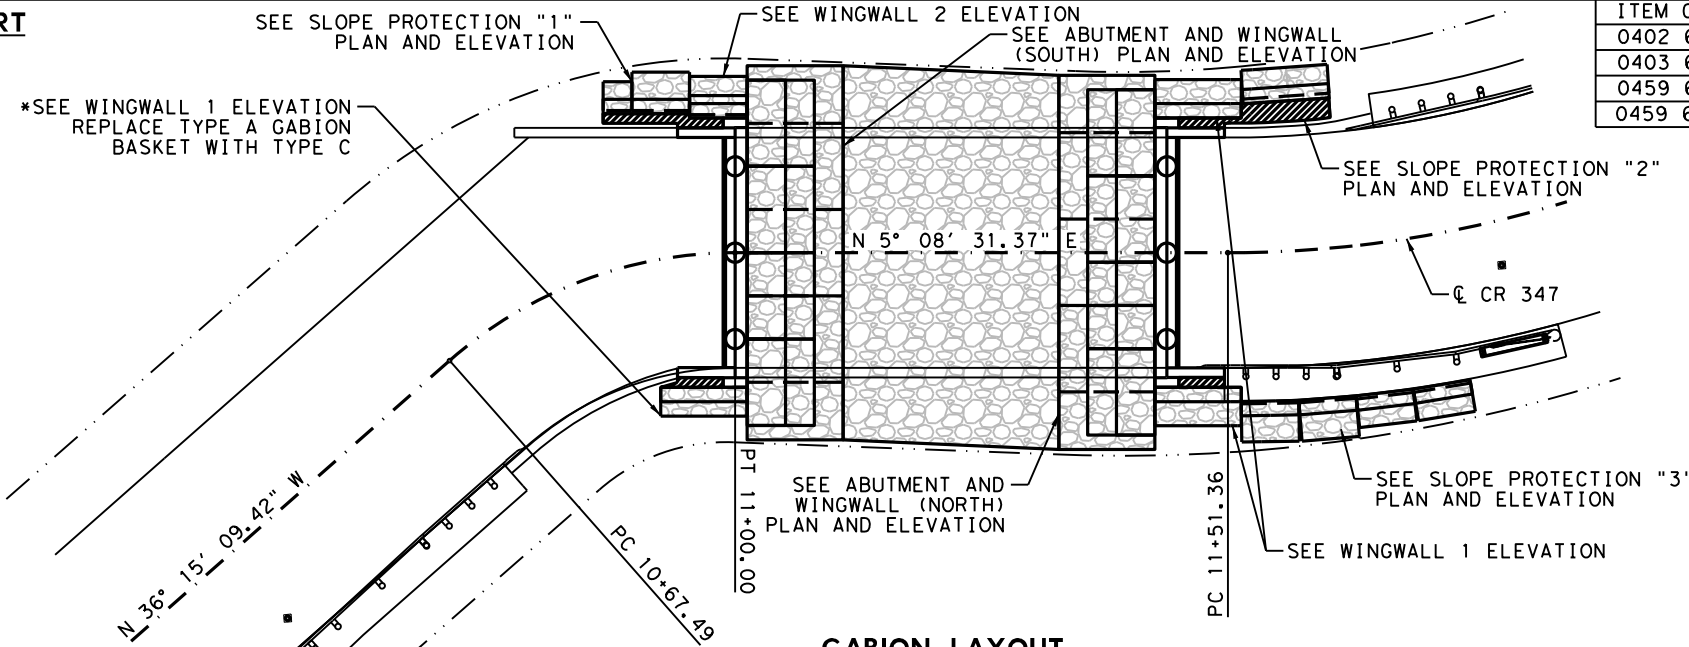 RT
SEE SLOPE PROTECTION "1"
PLAN AND ELEVATION
SEE WINGWALL 2 ELEVATION
SEE ABUTMENT AND WINGWALL
(SOUTH) PLAN AND ELEVATION
ITEM
0402
0403
0459
0459
*SEE WINGWALL 1 ELEVATION
REPLACE TYPE A GABION
BASKET WITH TYPE C
SEE SLOPE PROTECTION "2"
PLAN AND ELEVATION
N 5° 08' 31.37" E
℄ CR 347
SEE ABUTMENT AND
WINGWALL (NORTH)
PLAN AND ELEVATION
SEE SLOPE PROTECTION "3"
PLAN AND ELEVATION
SEE WINGWALL 1 ELEVATION
N 36° 15' 09.42" W
PC 10+67.49
PT 11+00.00
PC 11+51.36
GABION LAYOUT